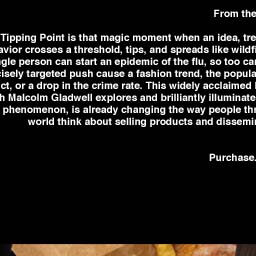 From the
Tipping Point is that magic moment when an idea, tre
avior crosses a threshold, tips, and spreads like wildfi
gle person can start an epidemic of the flu, so too car
cisely targeted push cause a fashion trend, the popula
ct, or a drop in the crime rate. This widely acclaimed
h Malcolm Gladwell explores and brilliantly illuminate
phenomenon, is already changing the way people thr
world think about selling products and dissemi
Purchase.